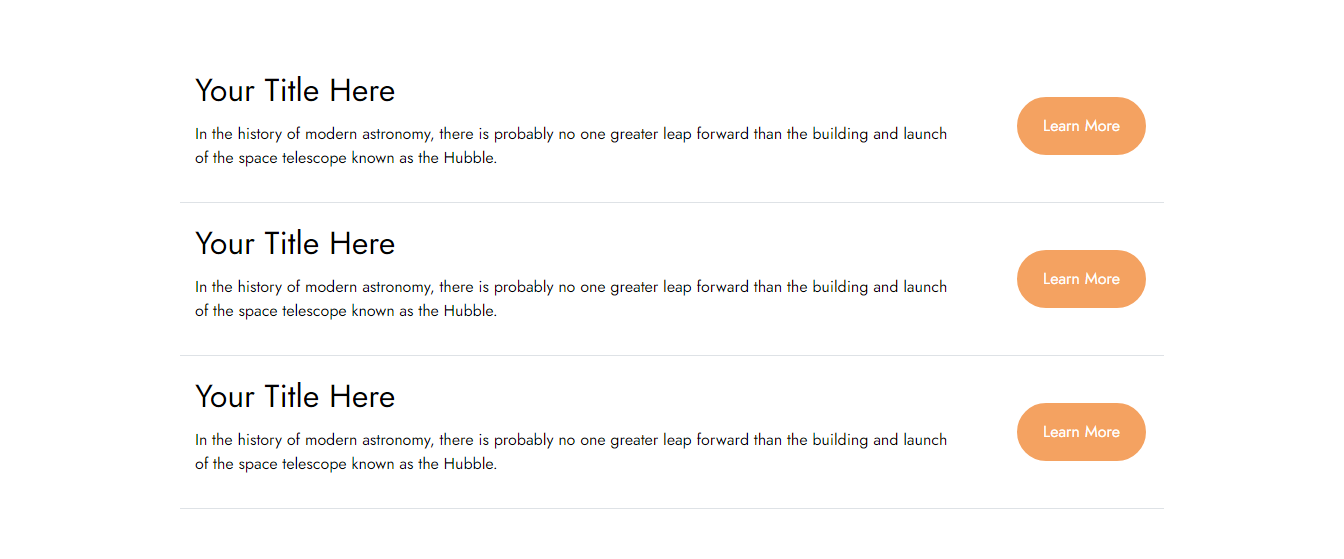 Your Title Here
In the history of modern astronomy, there is probably no one greater leap forward than the building and launch
of the space telescope known as the Hubble.
Learn More
Your Title Here
In the history of modern astronomy, there is probably no one greater leap forward than the building and launch
of the space telescope known as the Hubble.
Learn More
Your Title Here
In the history of modern astronomy, there is probably no one greater leap forward than the building and launch
of the space telescope known as the Hubble.
Learn More